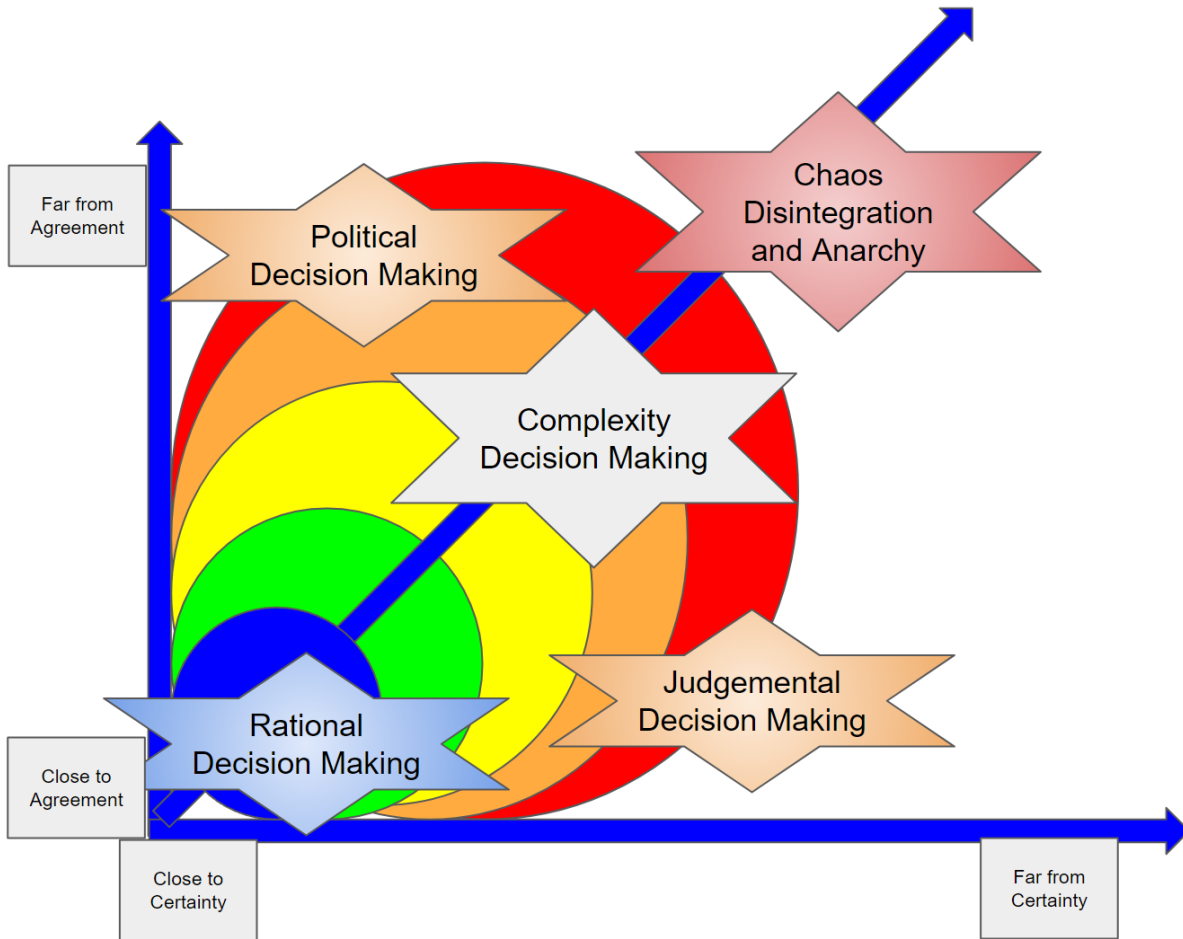 Chaos
Disintegration
and Anarchy
Far from
Agreement
Political
Decision Making
Complexity
Decision Making
Judgemental
Decision Making
Rational
Decision Making
Close to
Agreement
Close to
Certainty
Far from
Certainty